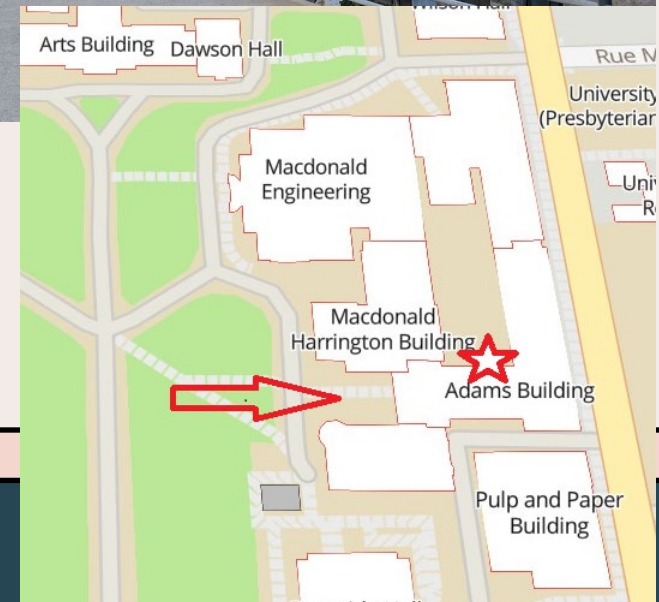 Arts Building
Dawson Hall
Rue M
University
(Presbyterian
Macdonald
Engineering
Macdonald
Harrington Building
Adams Building
Pulp and Paper
Building